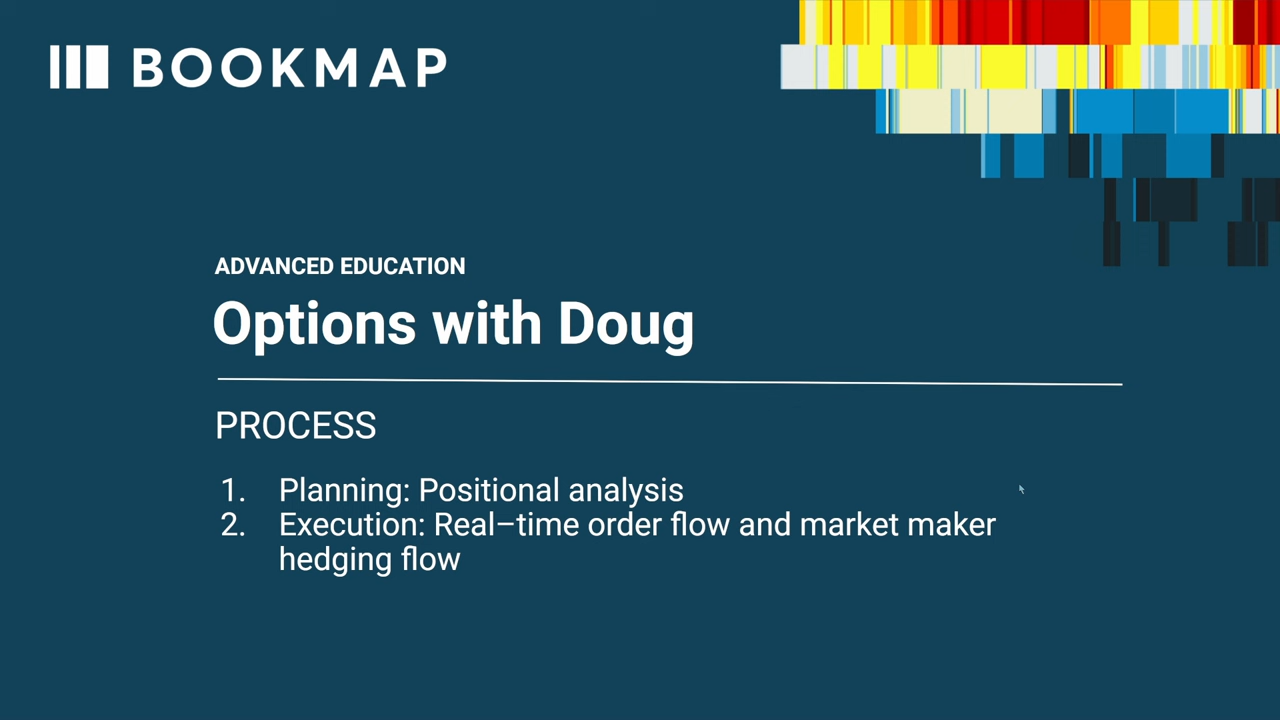 BOOKMAP
ADVANCED EDUCATION
Options with Doug
PROCESS
1. Planning: Positional analysis
2. Execution: Real–time order flow and market maker
hedging flow